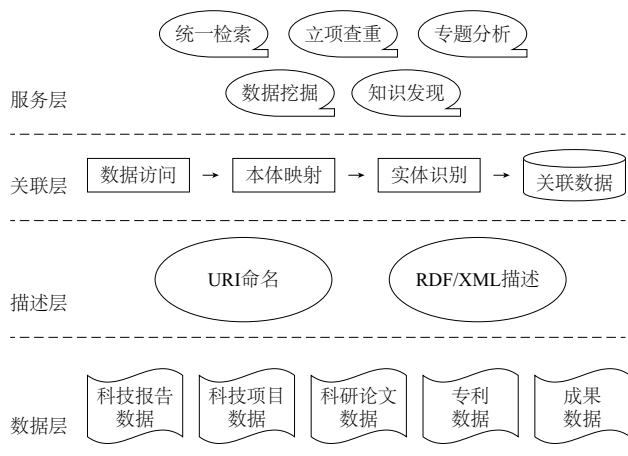 统一检索
立项查重
专题分析
数据挖掘
知识发现
服务层
数据访问
本体映射
实体识别
关联数据
关联层
URI命名
RDF/XML描述
描述层
科技报告
数据
科技项目
数据
科研论文
数据
专利
数据
成果
数据
数据层